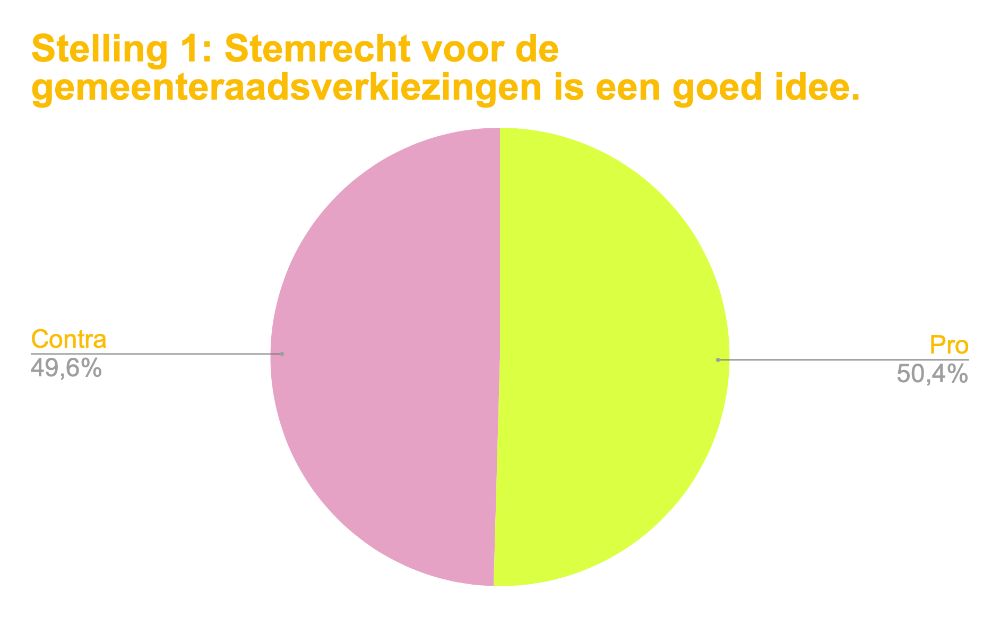 Stelling 1: Stemrecht voor de
gemeenteraadsverkiezingen is een goed idee.
Contra
49,6%
Pro
50,4%